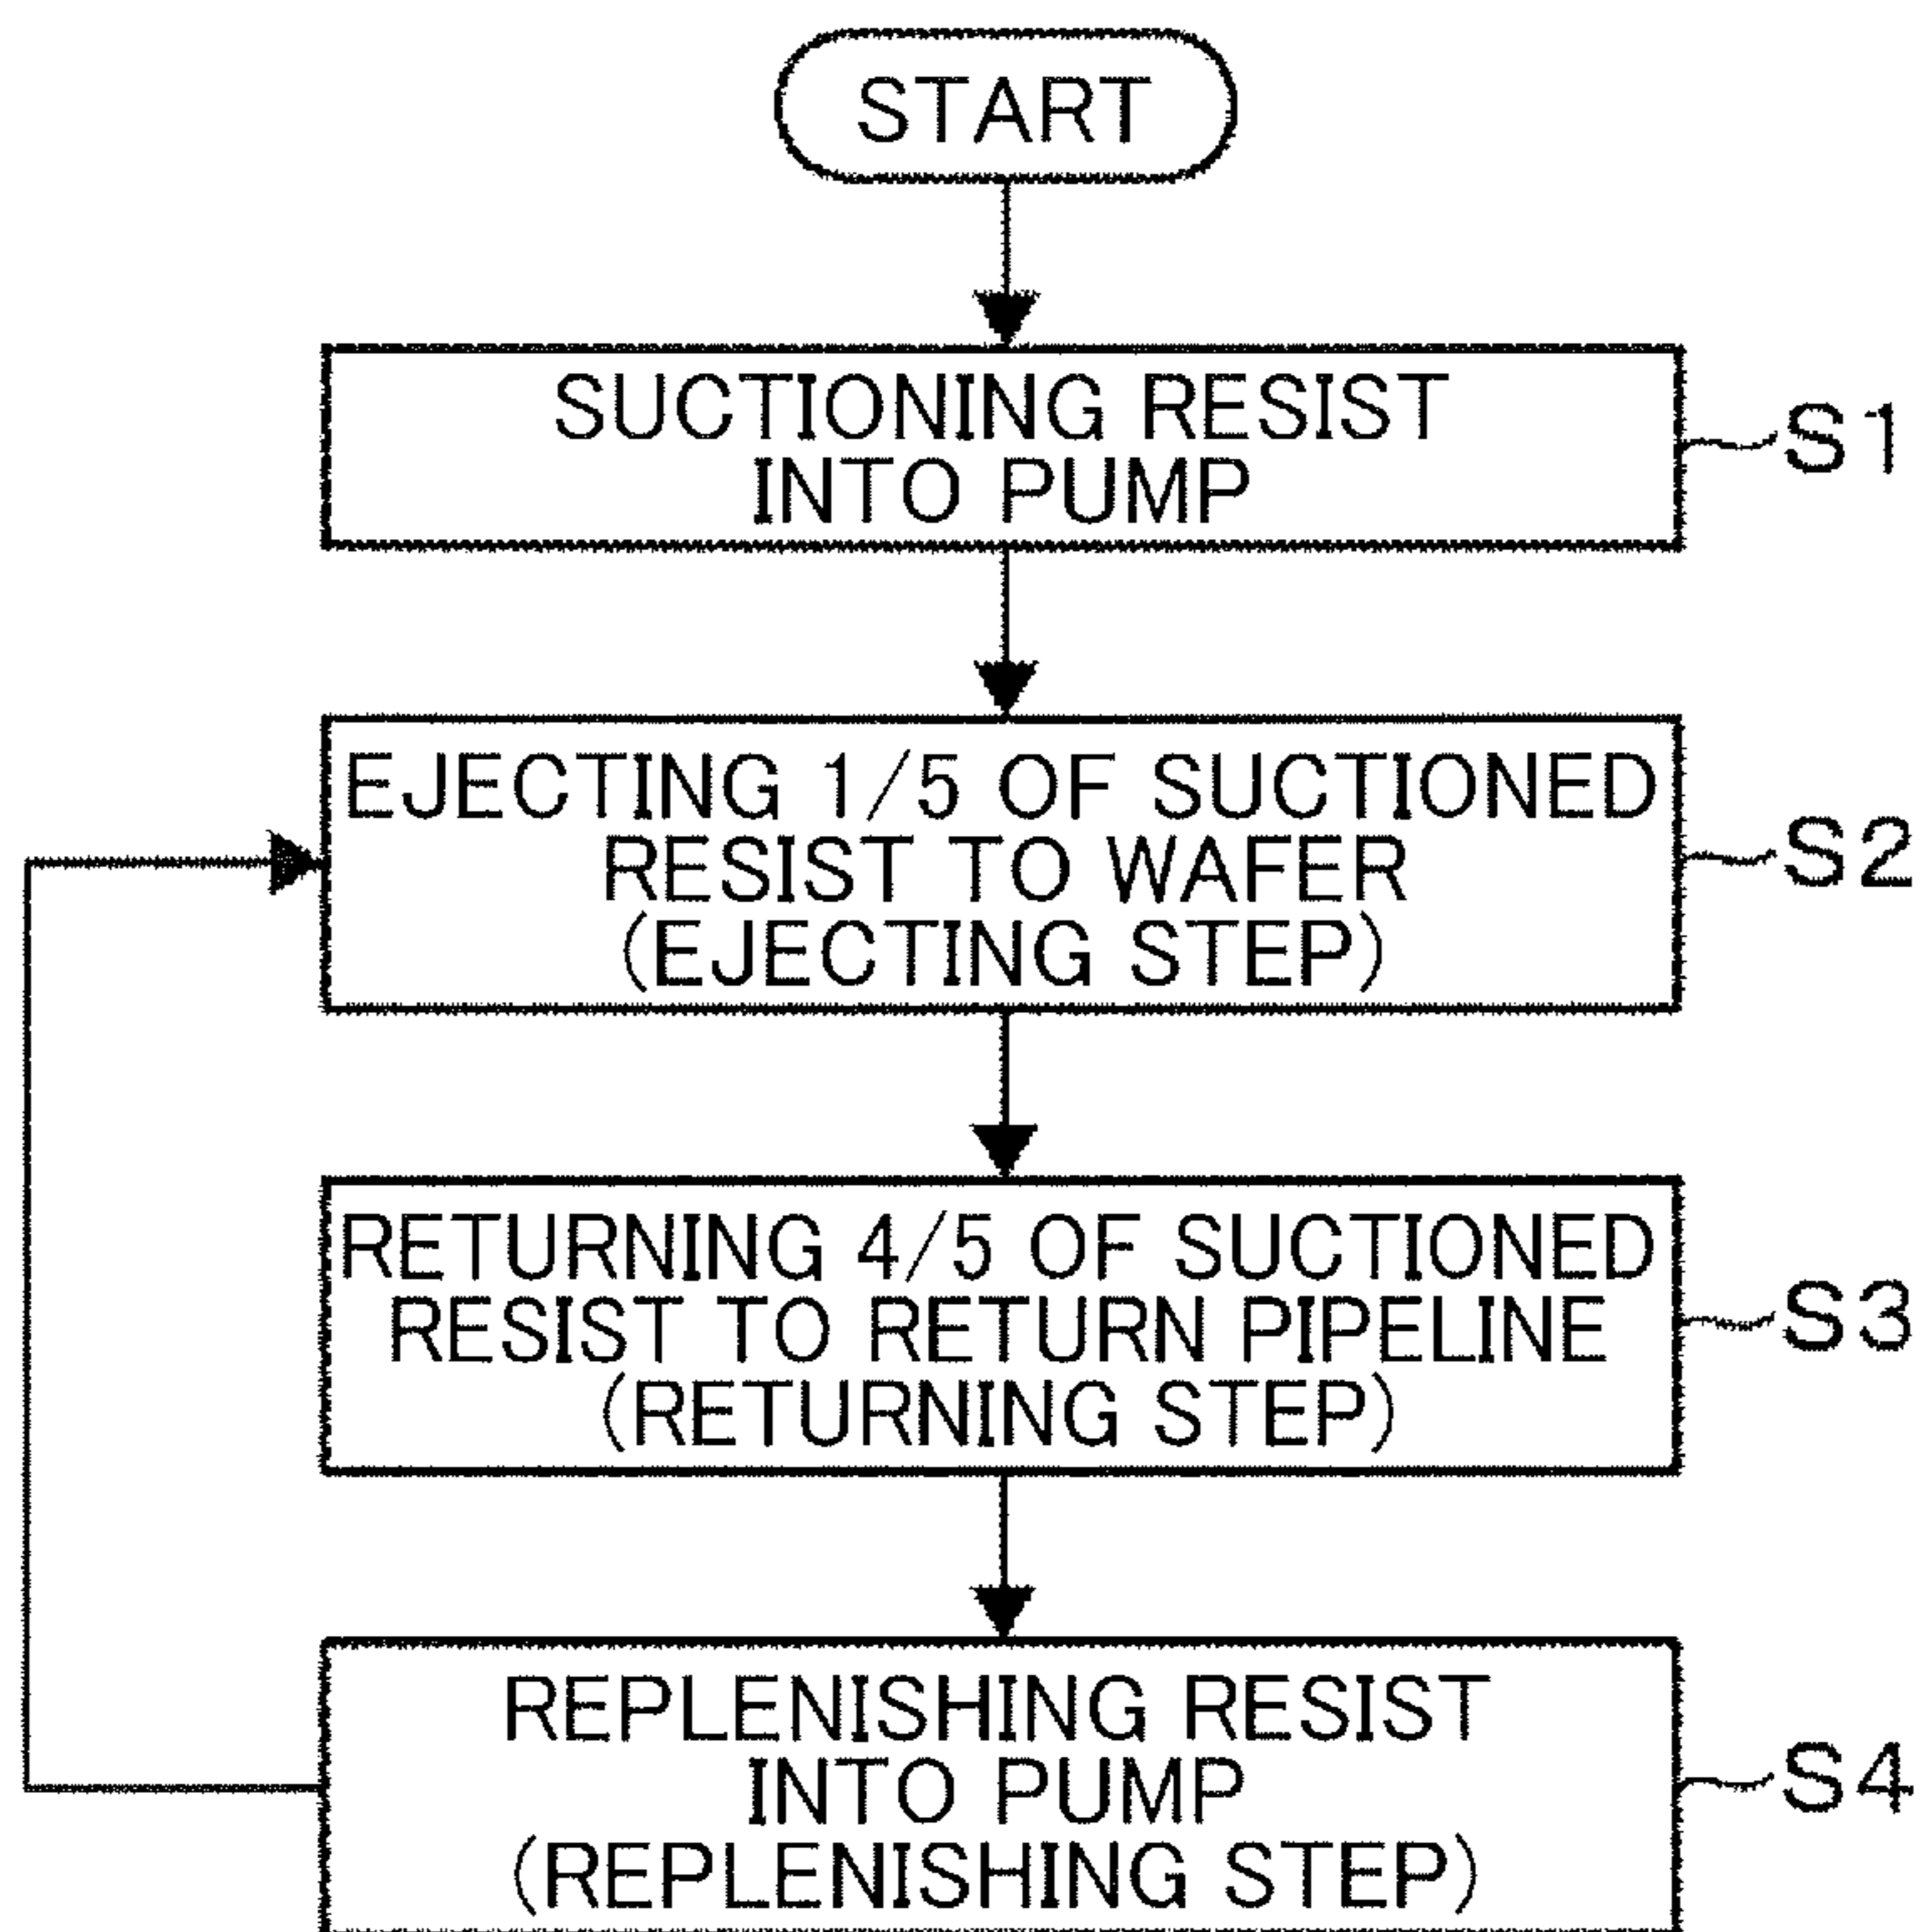 START
SUCTIONING RESIST
INTO PUMP
S1
EJECTING 1/5 OF SUCTIONED
RESIST TO WAFER
(EJECTING STEP)
S2
RETURNING 4/5 OF SUCTIONED
RESIST TO RETURN PIPELINE
(RETURNING STEP)
S3
REPLENISHING RESIST
INTO PUMP
(REPLENISHING STEP)
S4